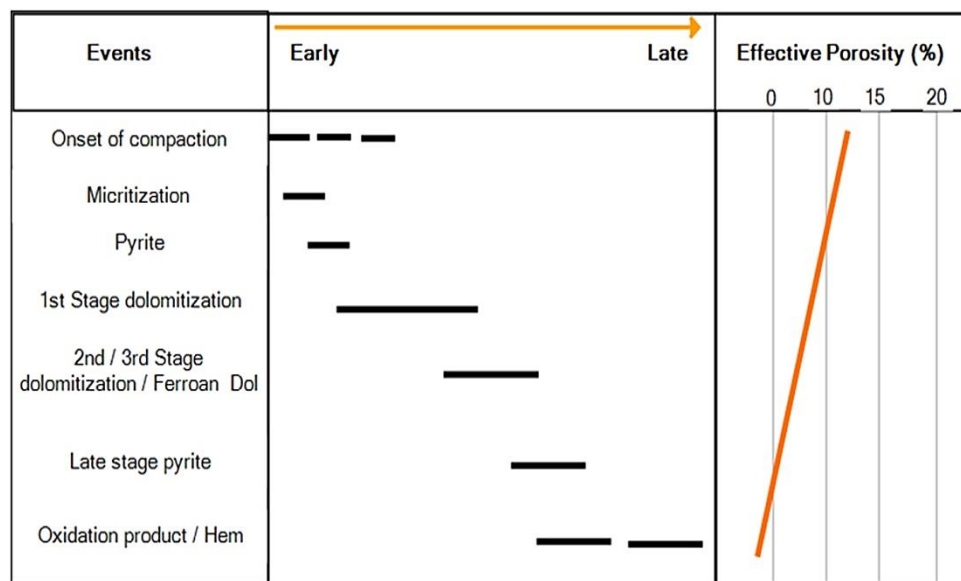 Events
Early
Late
Effective Porosity (%)
0 10 15 20
Onset of compaction
Micritization
Pyrite
1st Stage dolomitization
2nd / 3rd Stage
dolomitization / Ferroan Dol
Late stage pyrite
Oxidation product / Hem